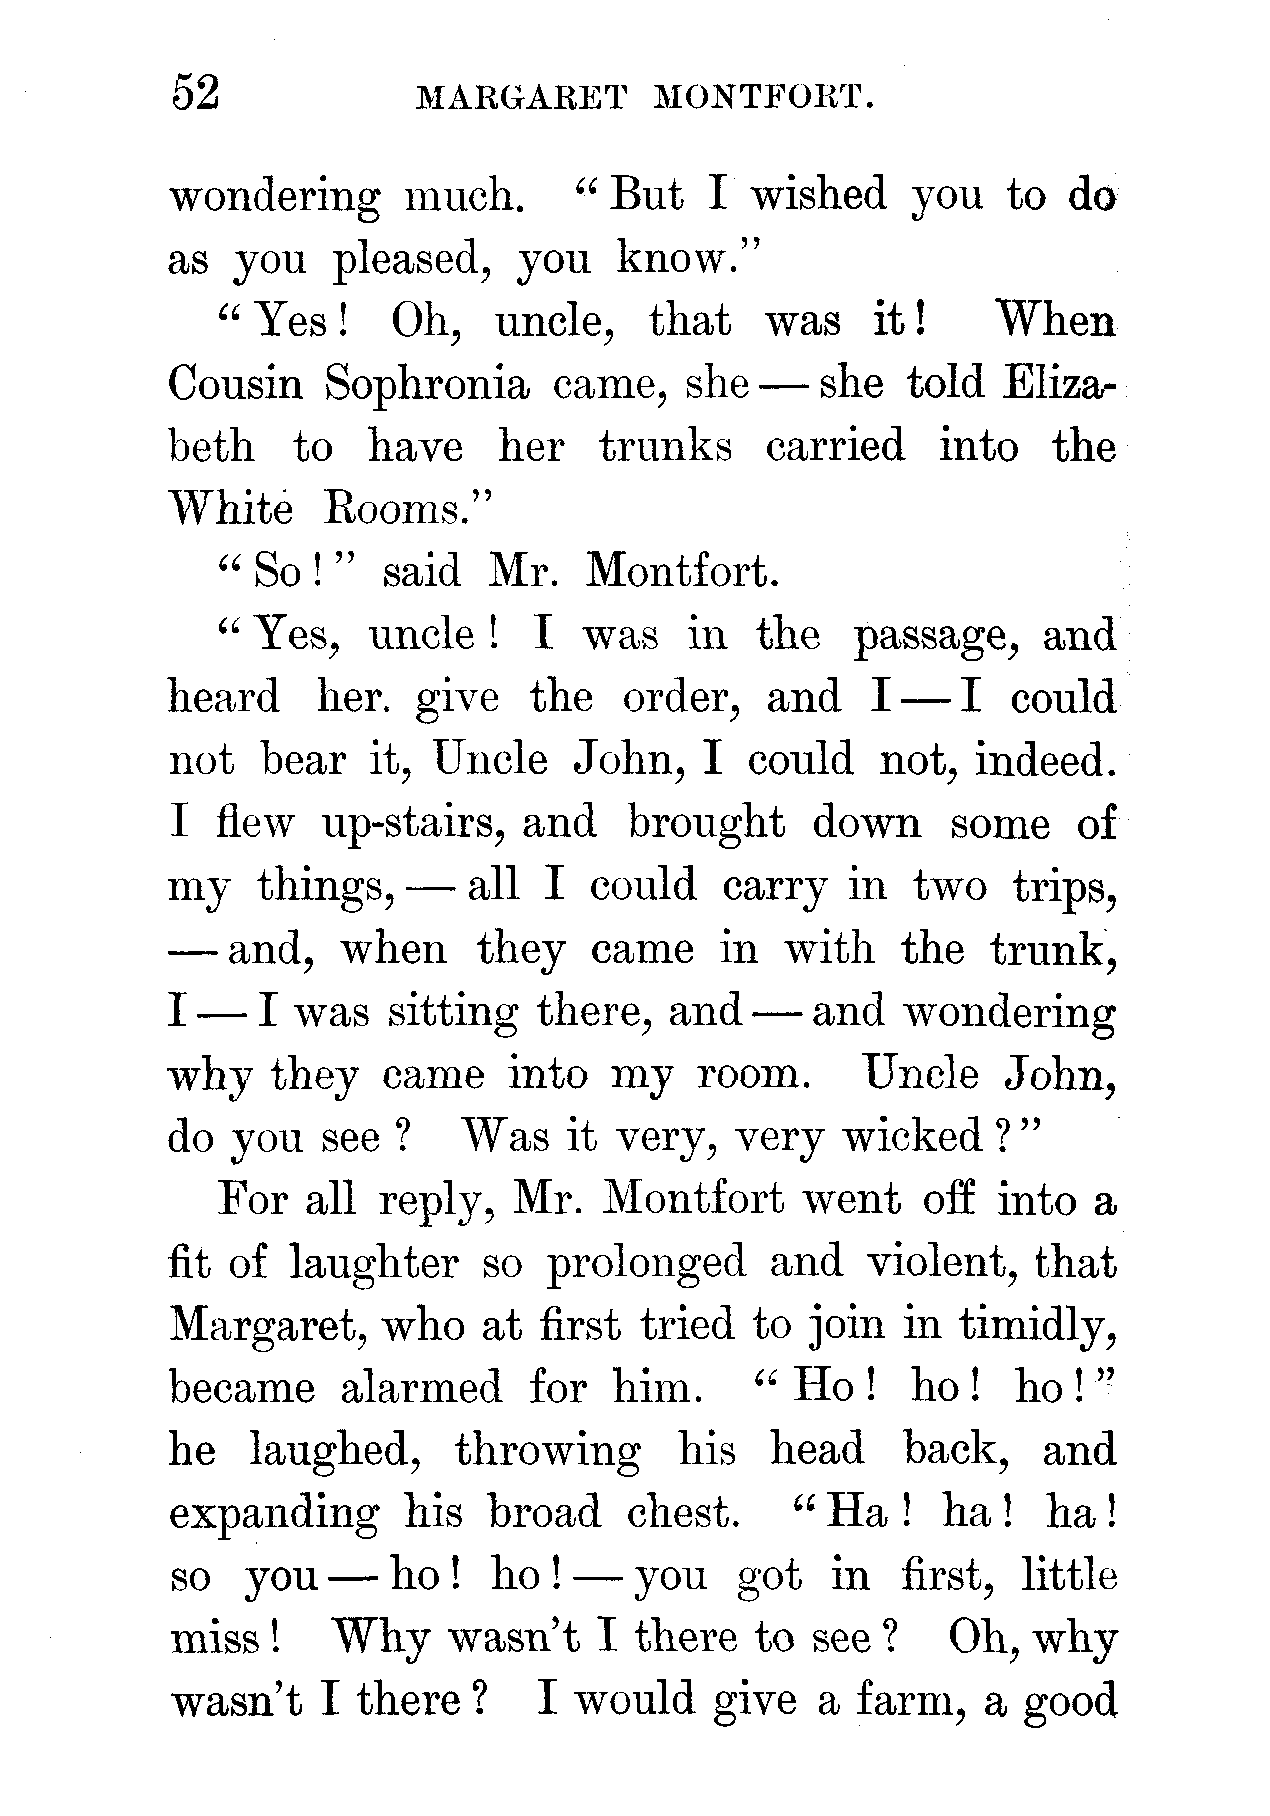 52 MARGARET MONTFORT.
wondering much. “ But I wished you to do
as you pleased, you know.”
“ Yes ! Oh, uncle, that was it ! When
Cousin Sophronia came, she — she told Eliza-
beth to have her trunks carried into the
White Rooms.”
“ So ! ” said Mr. Montfort.
“ Yes, uncle ! I was in the passage, and
heard her. give the order, and I — I could
not bear it, Uncle John, I could not, indeed.
I flew up-stairs, and brought down some of
my things, — all I could carry in two trips,
— and, when they came in with the trunk,
I — I was sitting there, and — and wondering
why they came into my room. Uncle John,
do you see ? Was it very, very wicked ? ”
For all reply, Mr. Montfort went off into a
fit of laughter so prolonged and violent, that
Margaret, who at first tried to join in timidly,
became alarmed for him. “ Ho ! ho ! ho ! ”
he laughed, throwing his head back, and
expanding his broad chest. “ Ha ! ha ! ha !
so you — ho ! ho ! — you got in first, little
miss ! Why wasn’t I there to see ? Oh, why
wasn’t I there ? I would give a farm, a good